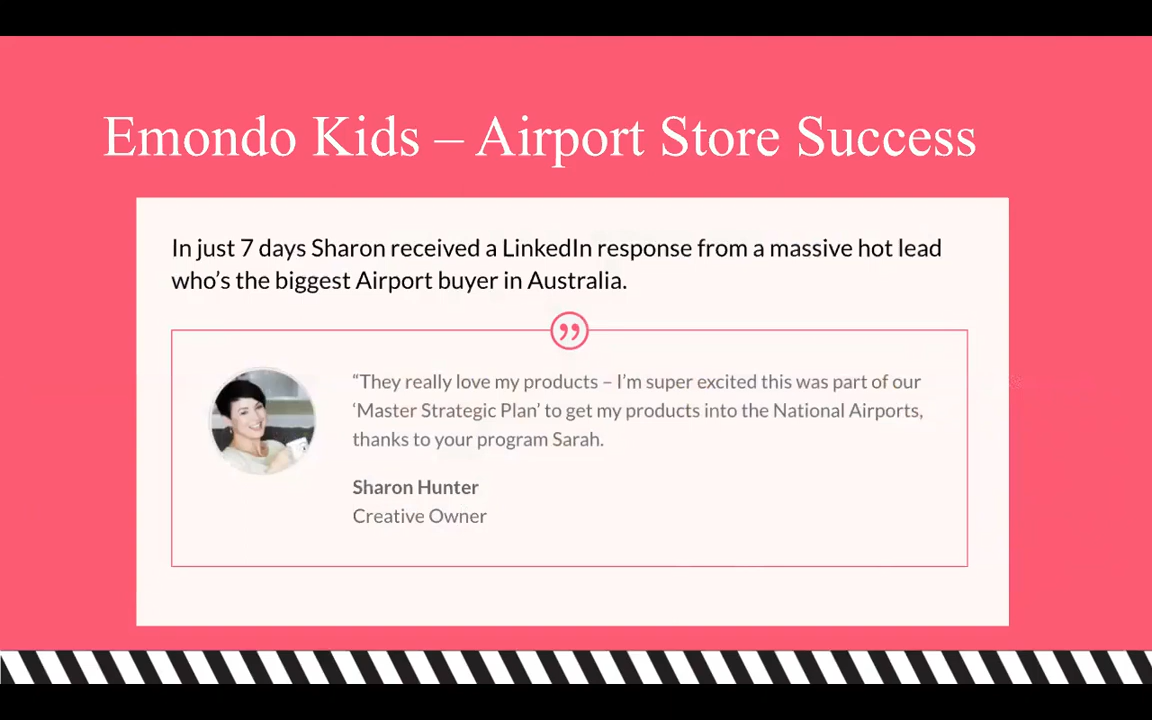 Emondo Kids – Airport Store Success
In just 7 days Sharon received a LinkedIn response from a massive hot lead
who’s the biggest Airport buyer in Australia.
”
“They really love my products – I’m super excited this was part of our
‘Master Strategic Plan’ to get my products into the National Airports,
thanks to your program Sarah.
Sharon Hunter
Creative Owner